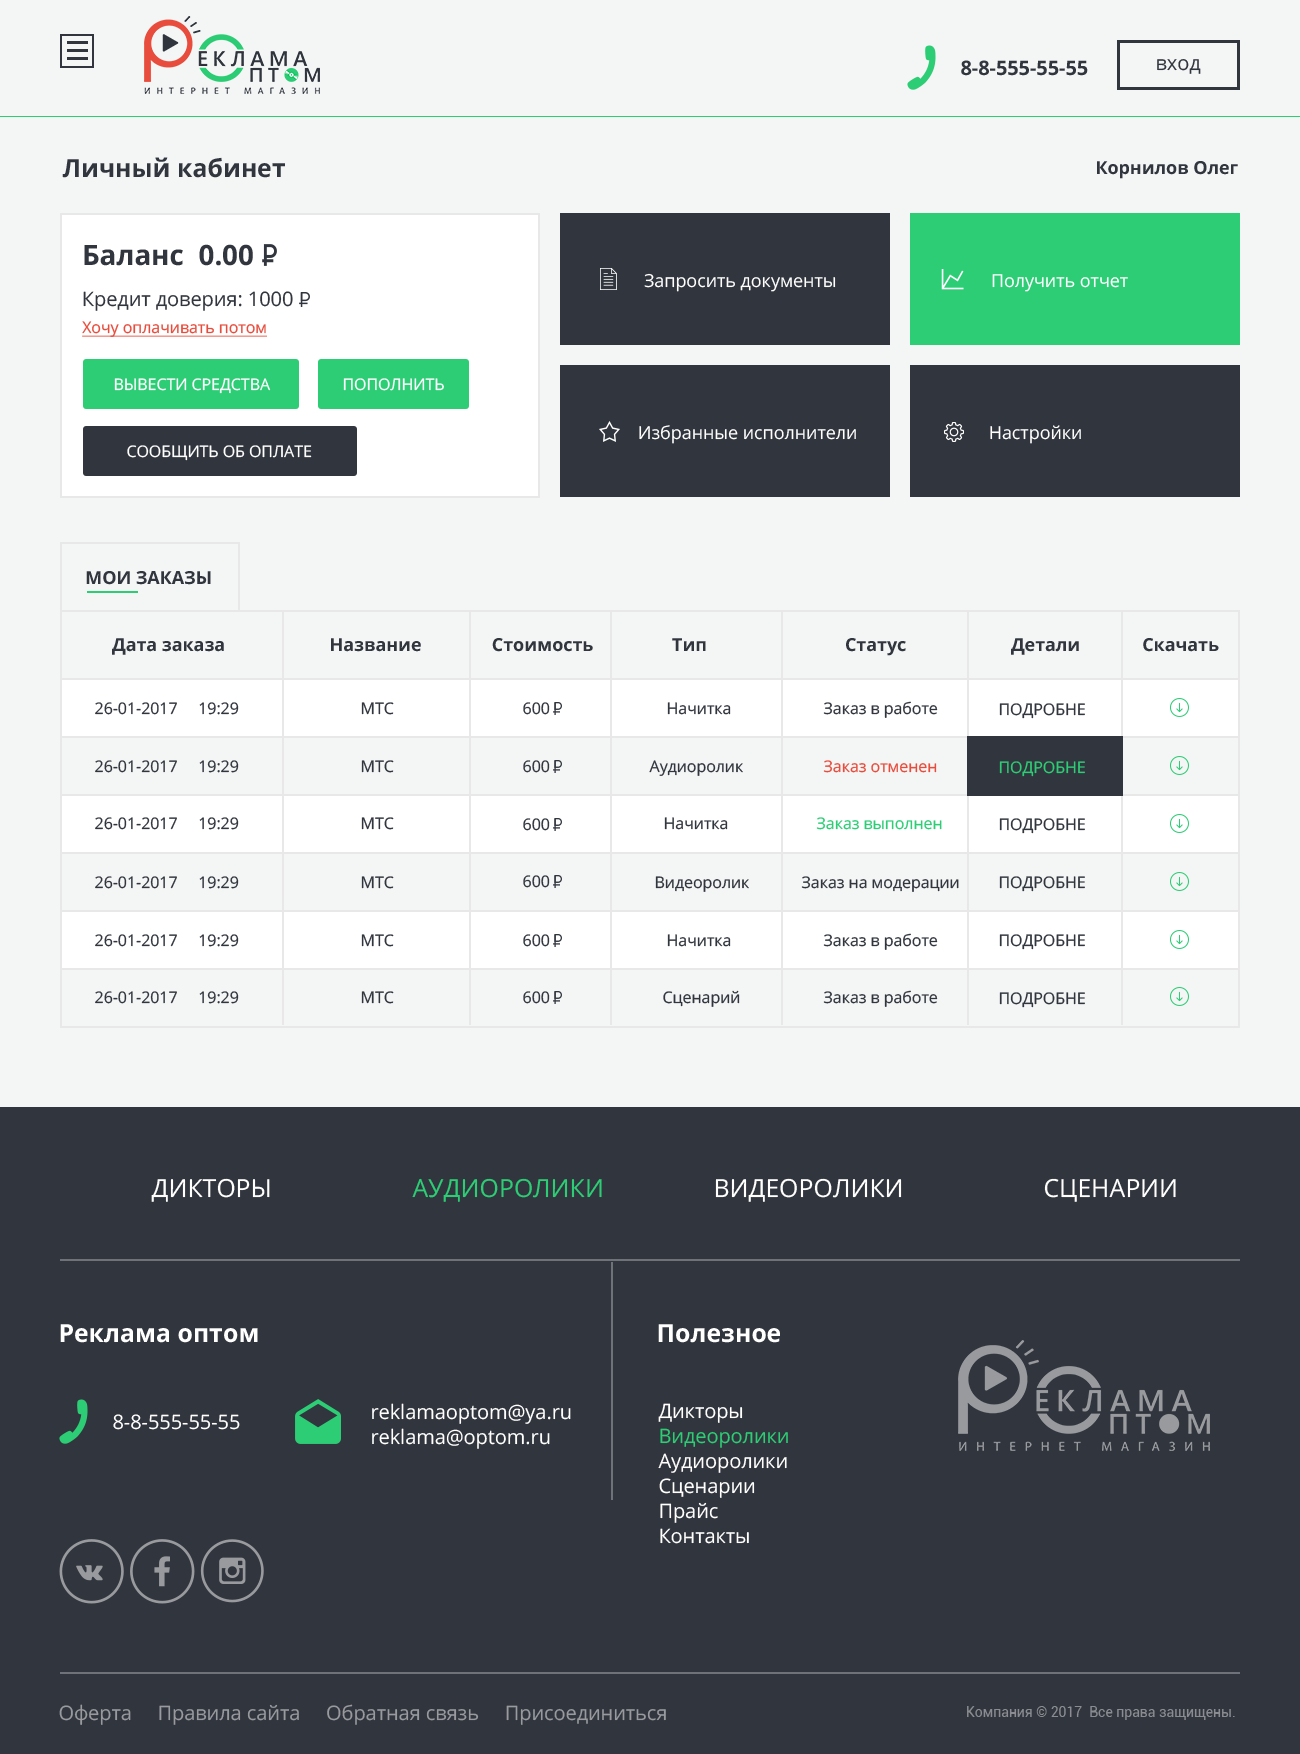 РЕКЛАМА
ОПТОМ
ИНТЕРНЕТ МАГАЗИН
8-8-555-55-55
вход
Личный кабинет
Корнилов Олег
Баланс 0.00 ₽
Кредит доверия: 1000 ₽
Хочу оплачивать потом
ВЫВЕСТИ СРЕДСТВА ПОПОЛНИТЬ
СООБЩИТЬ ОБ ОПЛАТЕ
Запросить документы
Получить отчет
Избранные исполнители
Настройки
МОИ ЗАКАЗЫ
Дата заказа Название Стоимость Тип Статус Детали Скачать
26-01-2017 19:29 МТС 600 ₽ Начитка Заказ в работе ПОДРОБНЕ
26-01-2017 19:29 МТС 600 ₽ Аудиоролик Заказ отменен ПОДРОБНЕ
26-01-2017 19:29 МТС 600 ₽ Начитка Заказ выполнен ПОДРОБНЕ
26-01-2017 19:29 МТС 600 ₽ Видеоролик Заказ на модерации ПОДРОБНЕ
26-01-2017 19:29 МТС 600 ₽ Начитка Заказ в работе ПОДРОБНЕ
26-01-2017 19:29 МТС 600 ₽ Сценарий Заказ в работе ПОДРОБНЕ
ДИКТОРЫ АУДИОРОЛИКИ ВИДЕОРОЛИКИ СЦЕНАРИИ
Реклама оптом
8-8-555-55-55
reklamaoptom@ya.ru
reklama@optom.ru
Полезное
Дикторы
Видеоролики
Аудиоролики
Сценарии
Прайс
Контакты
РЕКЛАМА
ОПТОМ
ИНТЕРНЕТ МАГАЗИН
Оферта Правила сайта Обратная связь Присоединиться
Компания © 2017 Все права защищены.